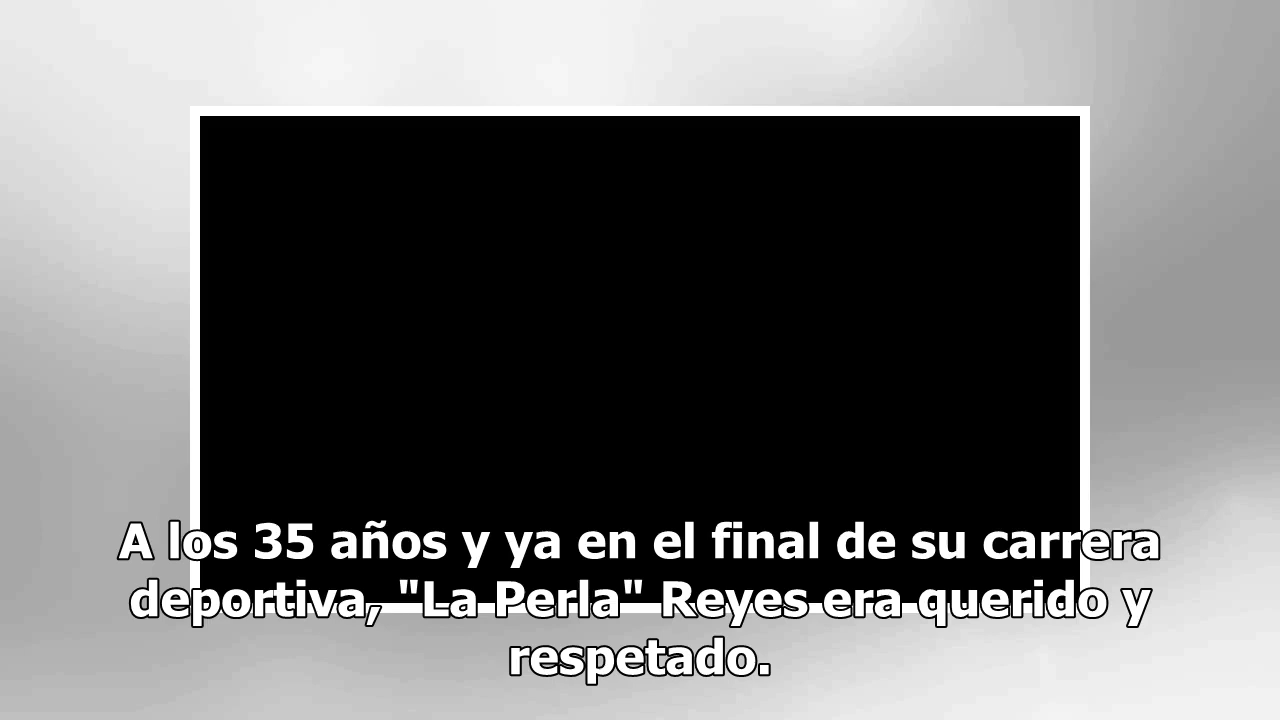 A los 35 años y ya en el final de su carrera
deportiva, "La Perla" Reyes era querido y
respetado.